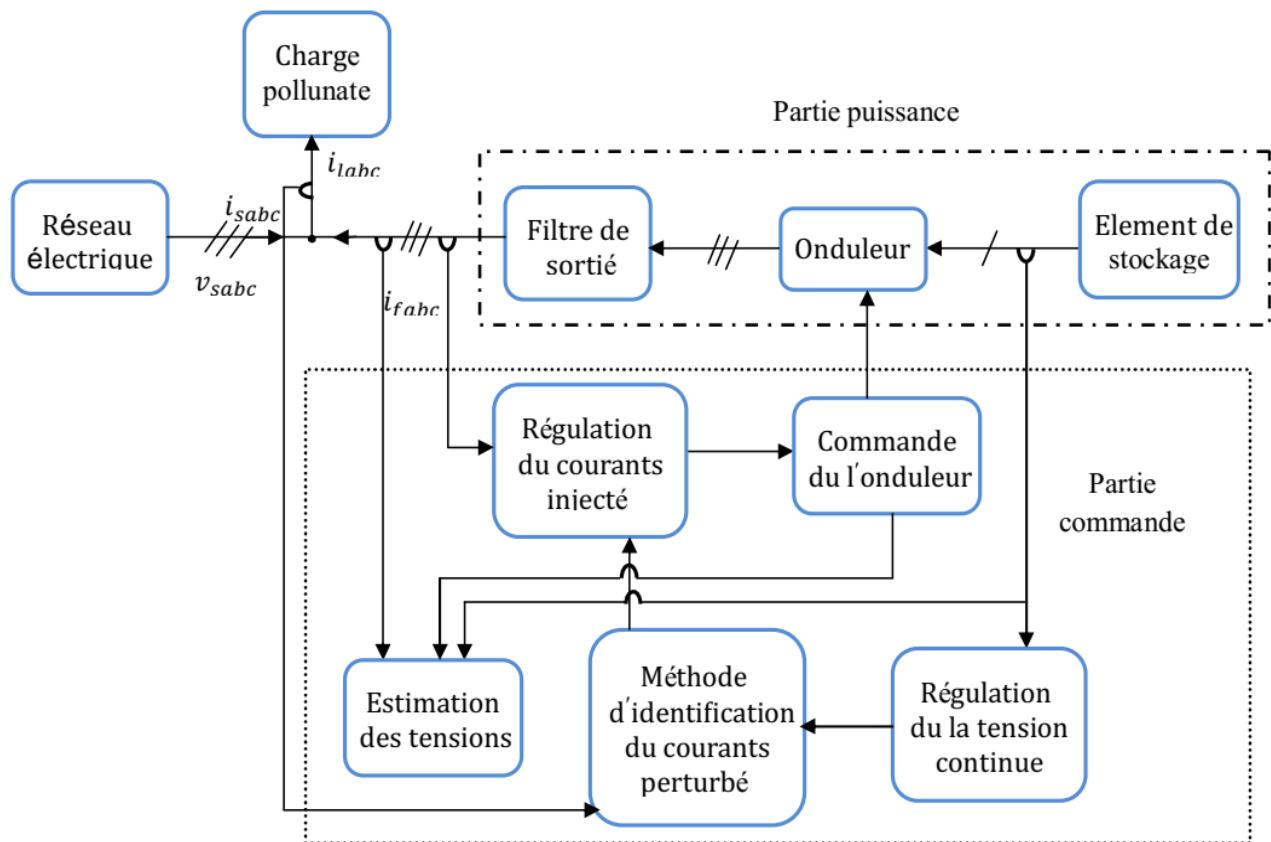 Charge
pollunate
Partie puissance
i_labc
Réseau
électrique
i_sabc
v_sabc
i_fabc
Filtre de
sortié
Onduleur
Element de
stockage
Régulation
du courants
injecté
Commande
du l'onduleur
Partie
commande
Estimation
des tensions
Méthode
d'identification
du courants
perturbé
Régulation
du la tension
continue